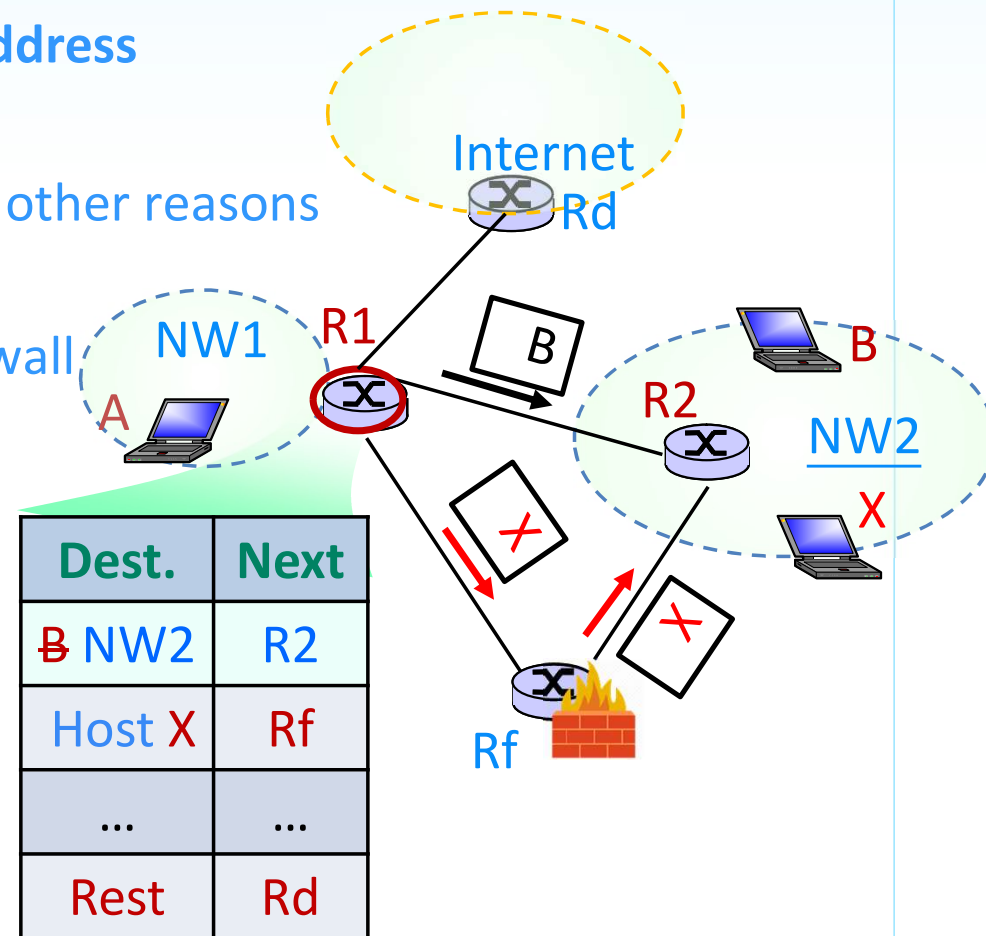 ddress
other reasons
wall
Internet
Rd
NW1
R1
A
B
B
R2
NW2
X
X
X
Rf
Dest. Next
B NW2 R2
Host X Rf
... ...
Rest Rd